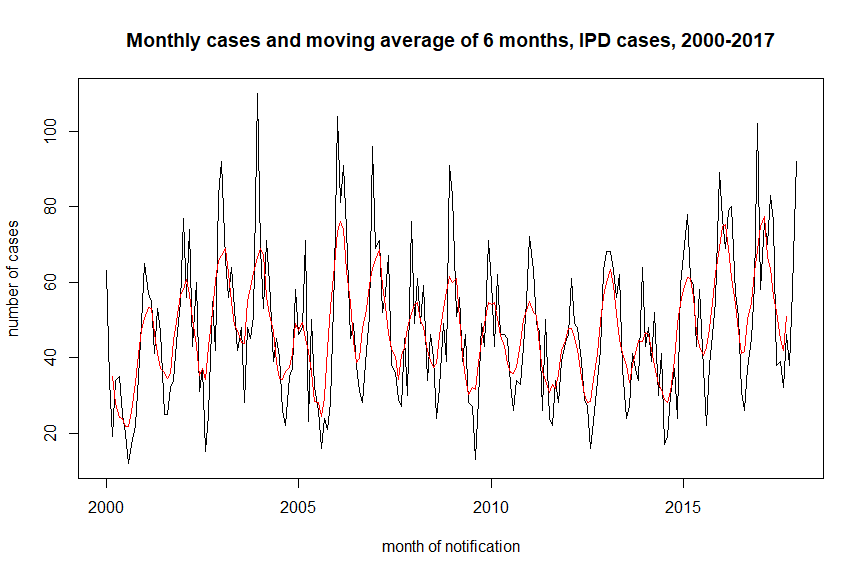 Monthly cases and moving average of 6 months, IPD cases, 2000-2017
number of cases
100
80
60
40
20
2000 2005 2010 2015
month of notification